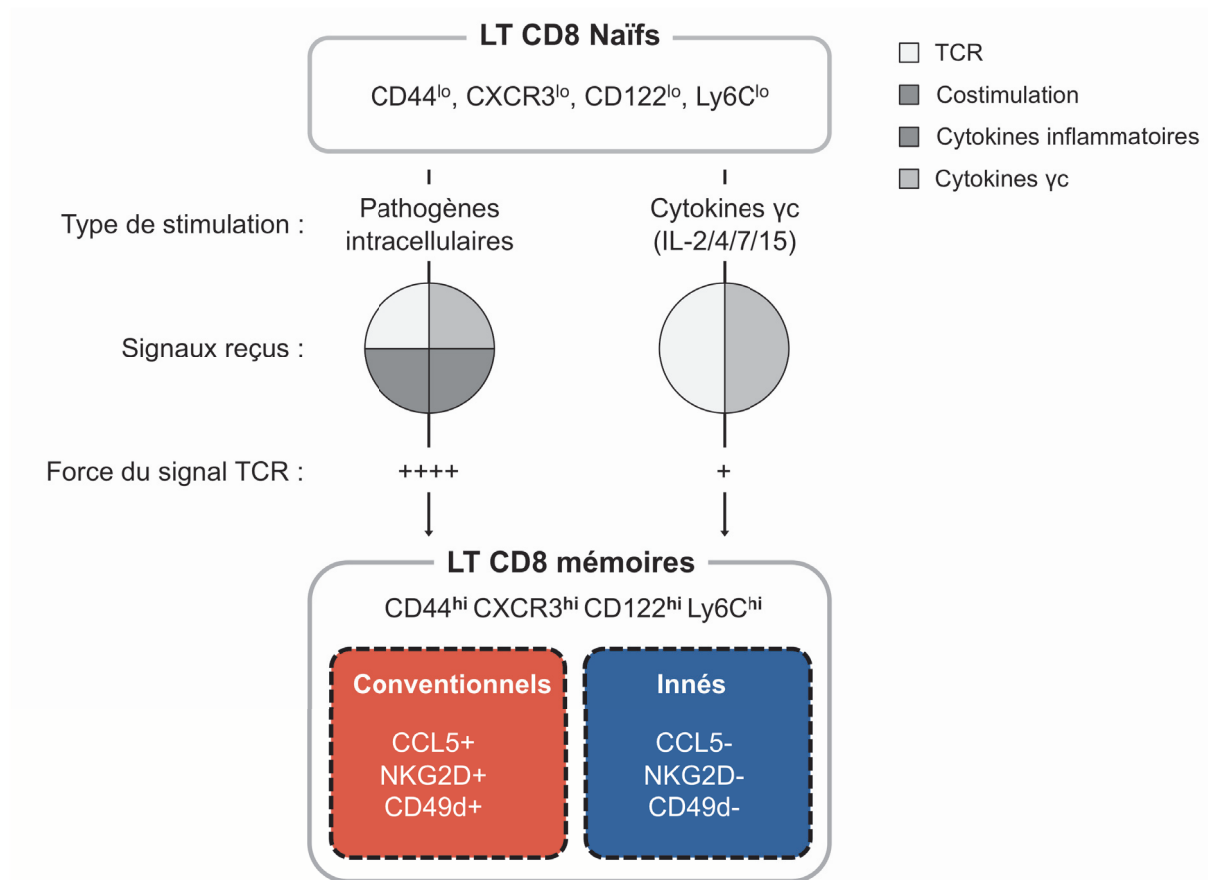 LT CD8 Naïfs
CD44lo, CXCR3lo, CD122lo, Ly6Clo
TCR
Costimulation
Cytokines inflammatoires
Cytokines γc
Type de stimulation :
Pathogènes
intracellulaires
Cytokines γc
(IL-2/4/7/15)
Signaux reçus :
Force du signal TCR :
++++
+
LT CD8 mémoires
CD44hi CXCR3hi CD122hi Ly6Chi
Conventionnels
CCL5+
NKG2D+
CD49d+
Innés
CCL5-
NKG2D-
CD49d-